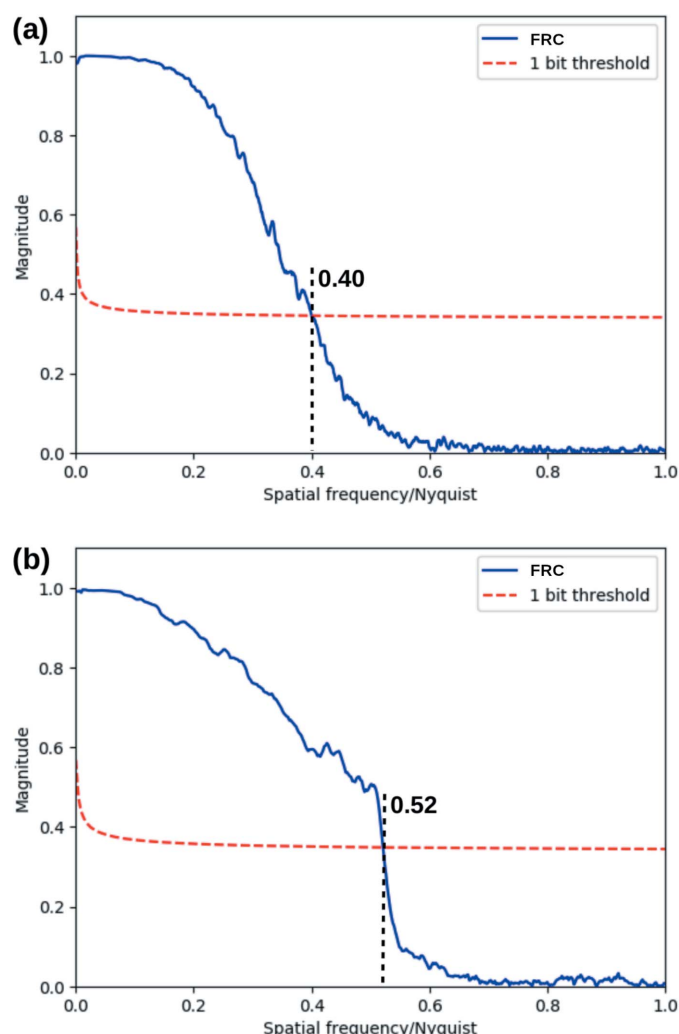 (a)
FRC
1 bit threshold
1.0
0.8
0.6
0.4
0.2
0.0
Magnitude
0.40
0.0 0.2 0.4 0.6 0.8 1.0
Spatial frequency/Nyquist
(b)
FRC
1 bit threshold
1.0
0.8
0.6
0.4
0.2
0.0
Magnitude
0.52
0.0 0.2 0.4 0.6 0.8 1.0
Spatial frequency/Nyquist